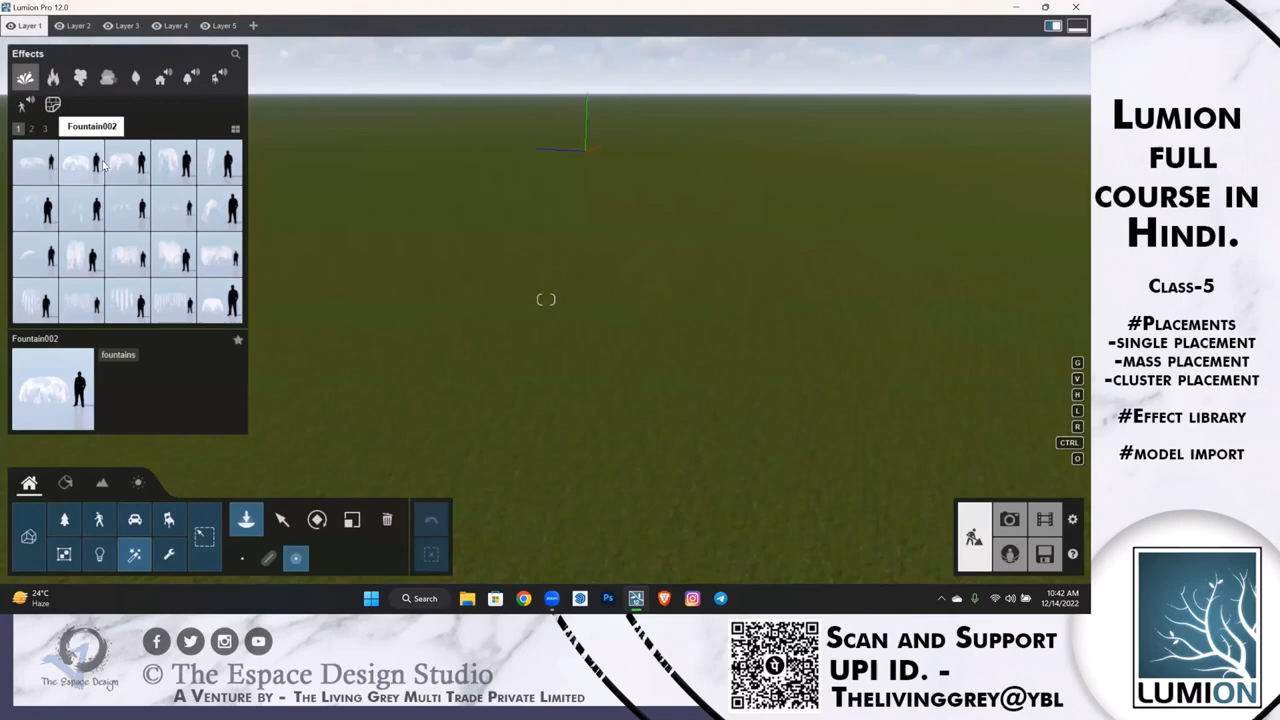 Lumion Pro 12.0
Layer 1
Layer 2
Layer 3
Layer 4
Layer 5
Effects
1
2
3
Fountain002
Fountain002
fountains
G
V
H
L
R
CTRL
O
24°C
Haze
Search
10:42 AM
12/14/2022
Lumion
full
course in
Hindi.
Class-5
#Placements
-single placement
-mass placement
-cluster placement
#Effect library
#model import
The Espace Design
© The Espace Design Studio
A Venture by - The Living Grey Multi Trade Private Limited
Scan and Support
UPI ID. -
Thelivinggrey@ybl
LUMION